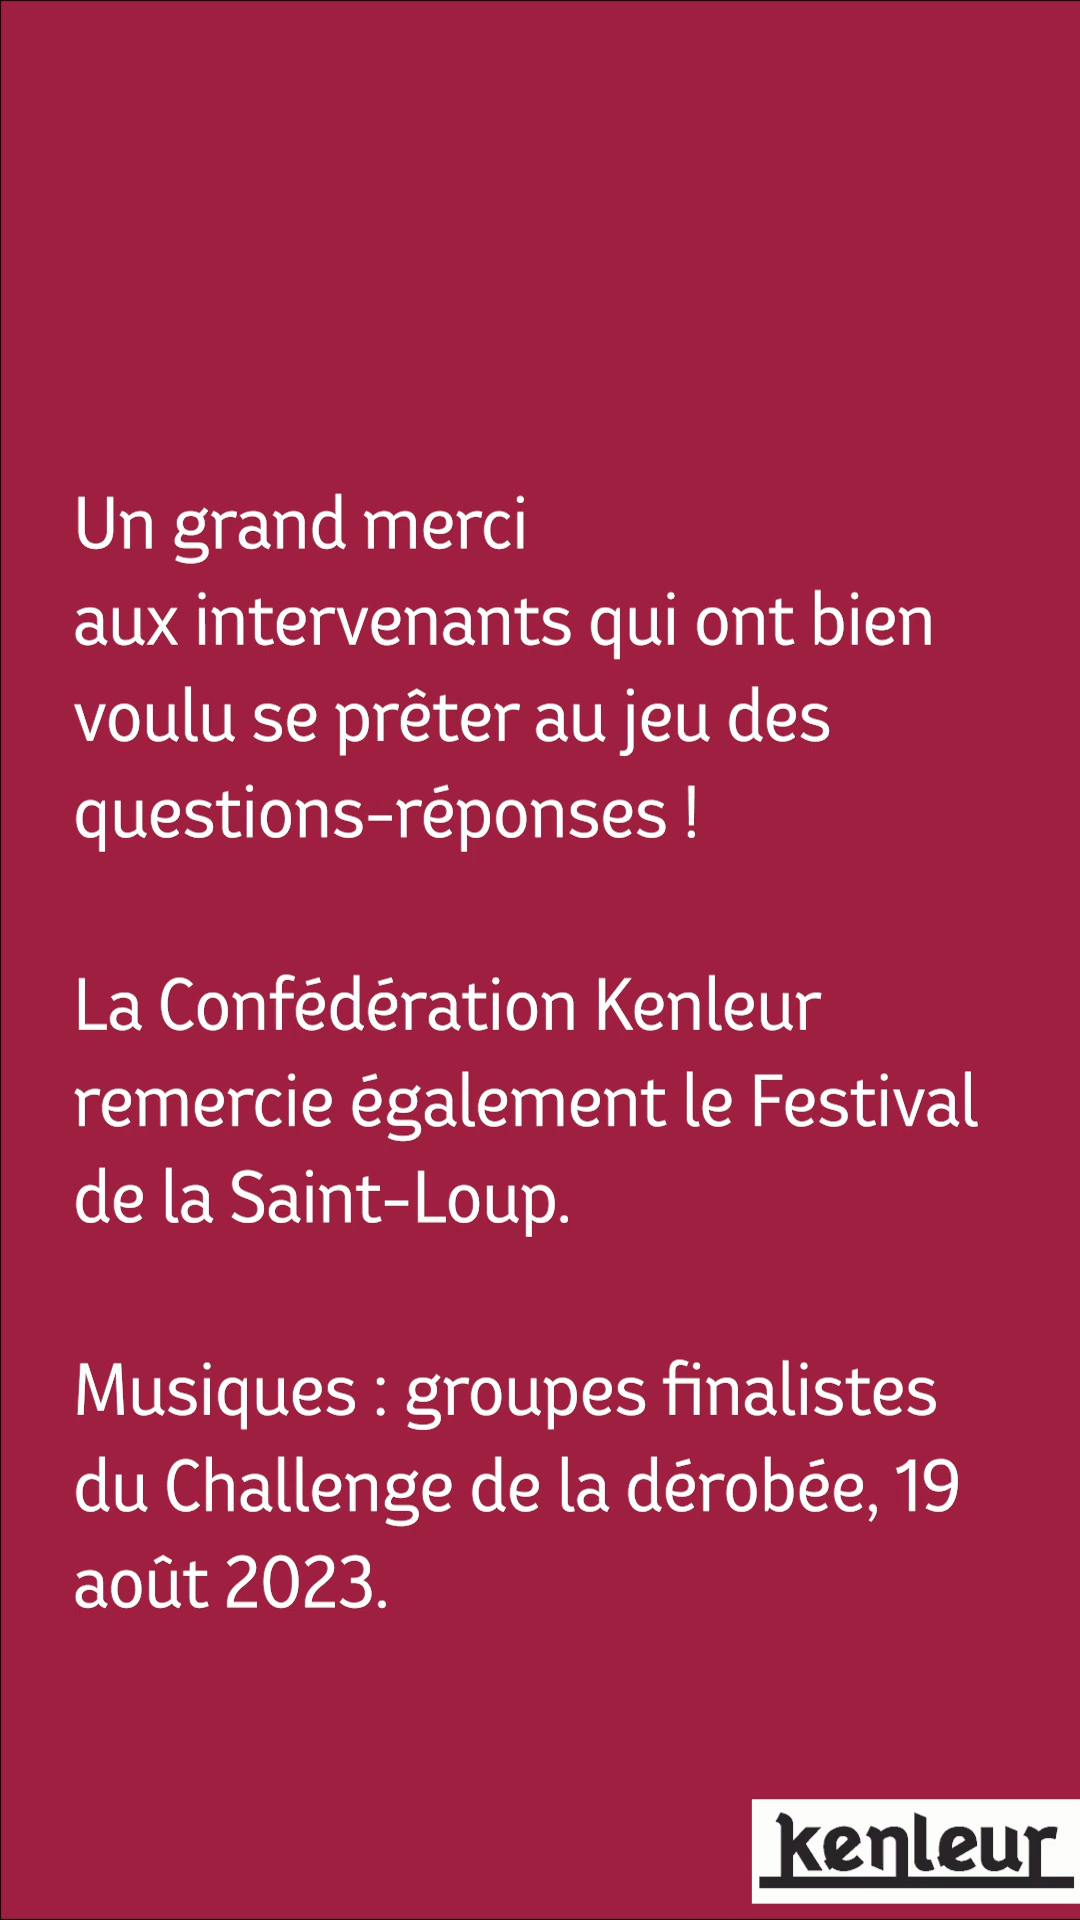 Un grand merci
aux intervenants qui ont bien
voulu se prêter au jeu des
questions-réponses !
La Confédération Kenleur
remercie également le Festival
de la Saint-Loup.
Musiques : groupes finalistes
du Challenge de la dérobée, 19
août 2023.
kenleur